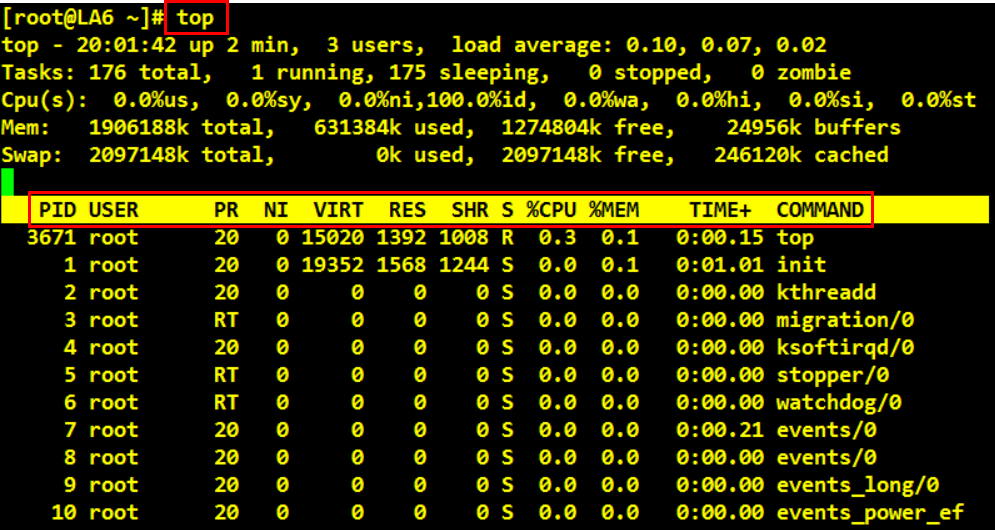 [root@LA6 ~]# top
top - 20:01:42 up 2 min,  3 users,  load average: 0.10, 0.07, 0.02
Tasks: 176 total,   1 running, 175 sleeping,   0 stopped,   0 zombie
Cpu(s):  0.0%us,  0.0%sy,  0.0%ni,100.0%id,  0.0%wa,  0.0%hi,  0.0%si,  0.0%st
Mem:   1906188k total,   631384k used,  1274804k free,    24956k buffers
Swap:  2097148k total,        0k used,  2097148k free,   246120k cached
PID USER      PR  NI  VIRT  RES  SHR S %CPU %MEM    TIME+  COMMAND
3671 root      20   0 15020 1392 1008 R  0.3  0.1   0:00.15 top
1 root      20   0 19352 1568 1244 S  0.0  0.1   0:01.01 init
2 root      20   0     0    0    0 S  0.0  0.0   0:00.00 kthreadd
3 root      RT   0     0    0    0 S  0.0  0.0   0:00.00 migration/0
4 root      20   0     0    0    0 S  0.0  0.0   0:00.00 ksoftirqd/0
5 root      RT   0     0    0    0 S  0.0  0.0   0:00.00 stopper/0
6 root      RT   0     0    0    0 S  0.0  0.0   0:00.00 watchdog/0
7 root      20   0     0    0    0 S  0.0  0.0   0:00.21 events/0
8 root      20   0     0    0    0 S  0.0  0.0   0:00.00 events/0
9 root      20   0     0    0    0 S  0.0  0.0   0:00.00 events_long/0
10 root      20   0     0    0    0 S  0.0  0.0   0:00.00 events_power_ef